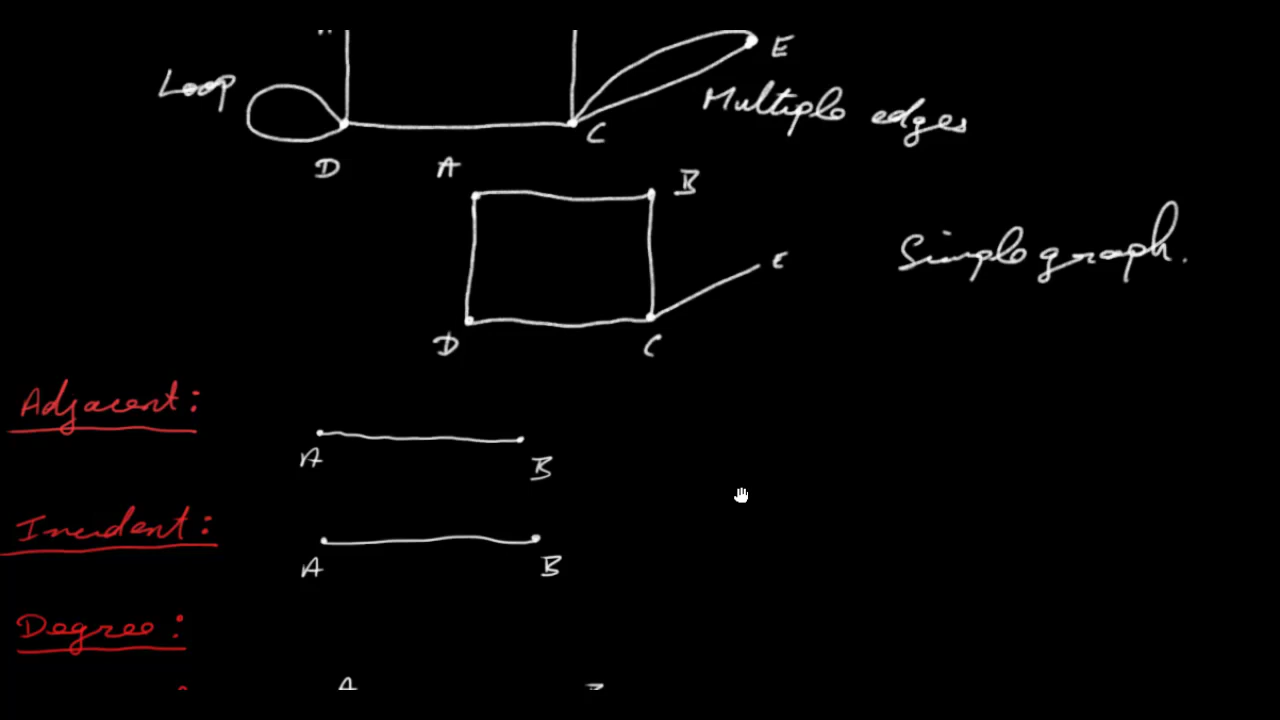 E
Loop
Multiple edges
C
D A
B
Simple graph.
E
D C
Adjacent:
A B
Incident:
A B
Degree:
A B